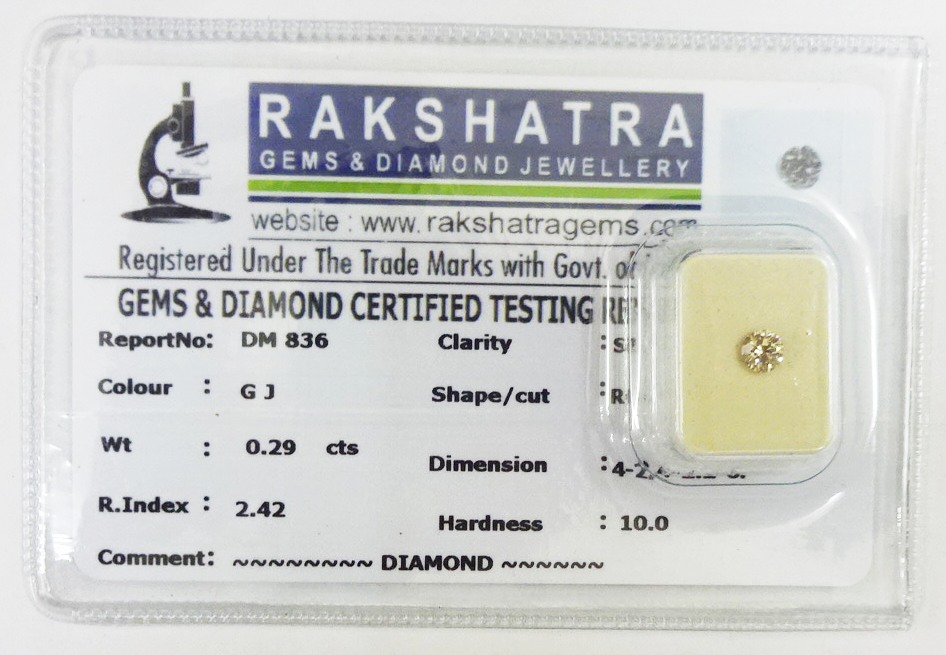 RAKSHATRA
GEMS & DIAMOND JEWELLERY
website : www.rakshatragems.com
Registered Under The Trade Marks with Govt. of
GEMS & DIAMOND CERTIFIED TESTING
ReportNo: DM 836
Clarity :
Colour : G J
Shape/cut :
Wt : 0.29 cts
Dimension :
R.Index : 2.42
Hardness : 10.0
Comment: ~~~~~~~~ DIAMOND ~~~~~~